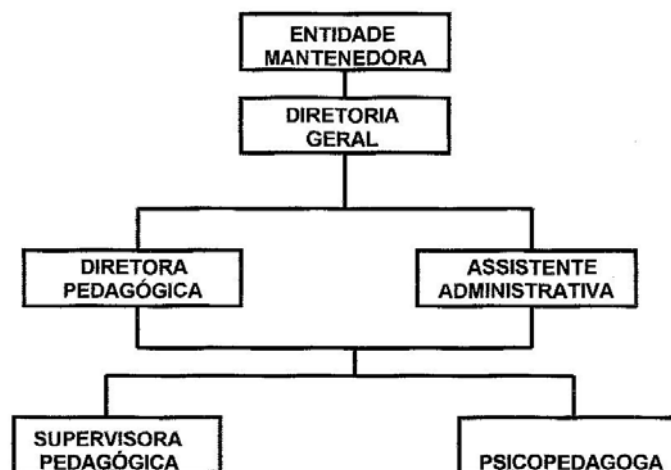 ENTIDADE
MANTENEDORA
DIRETORIA
GERAL
DIRETORA
PEDAGÓGICA
ASSISTENTE
ADMINISTRATIVA
SUPERVISORA
PEDAGÓGICA
PSICOPEDAGOGA